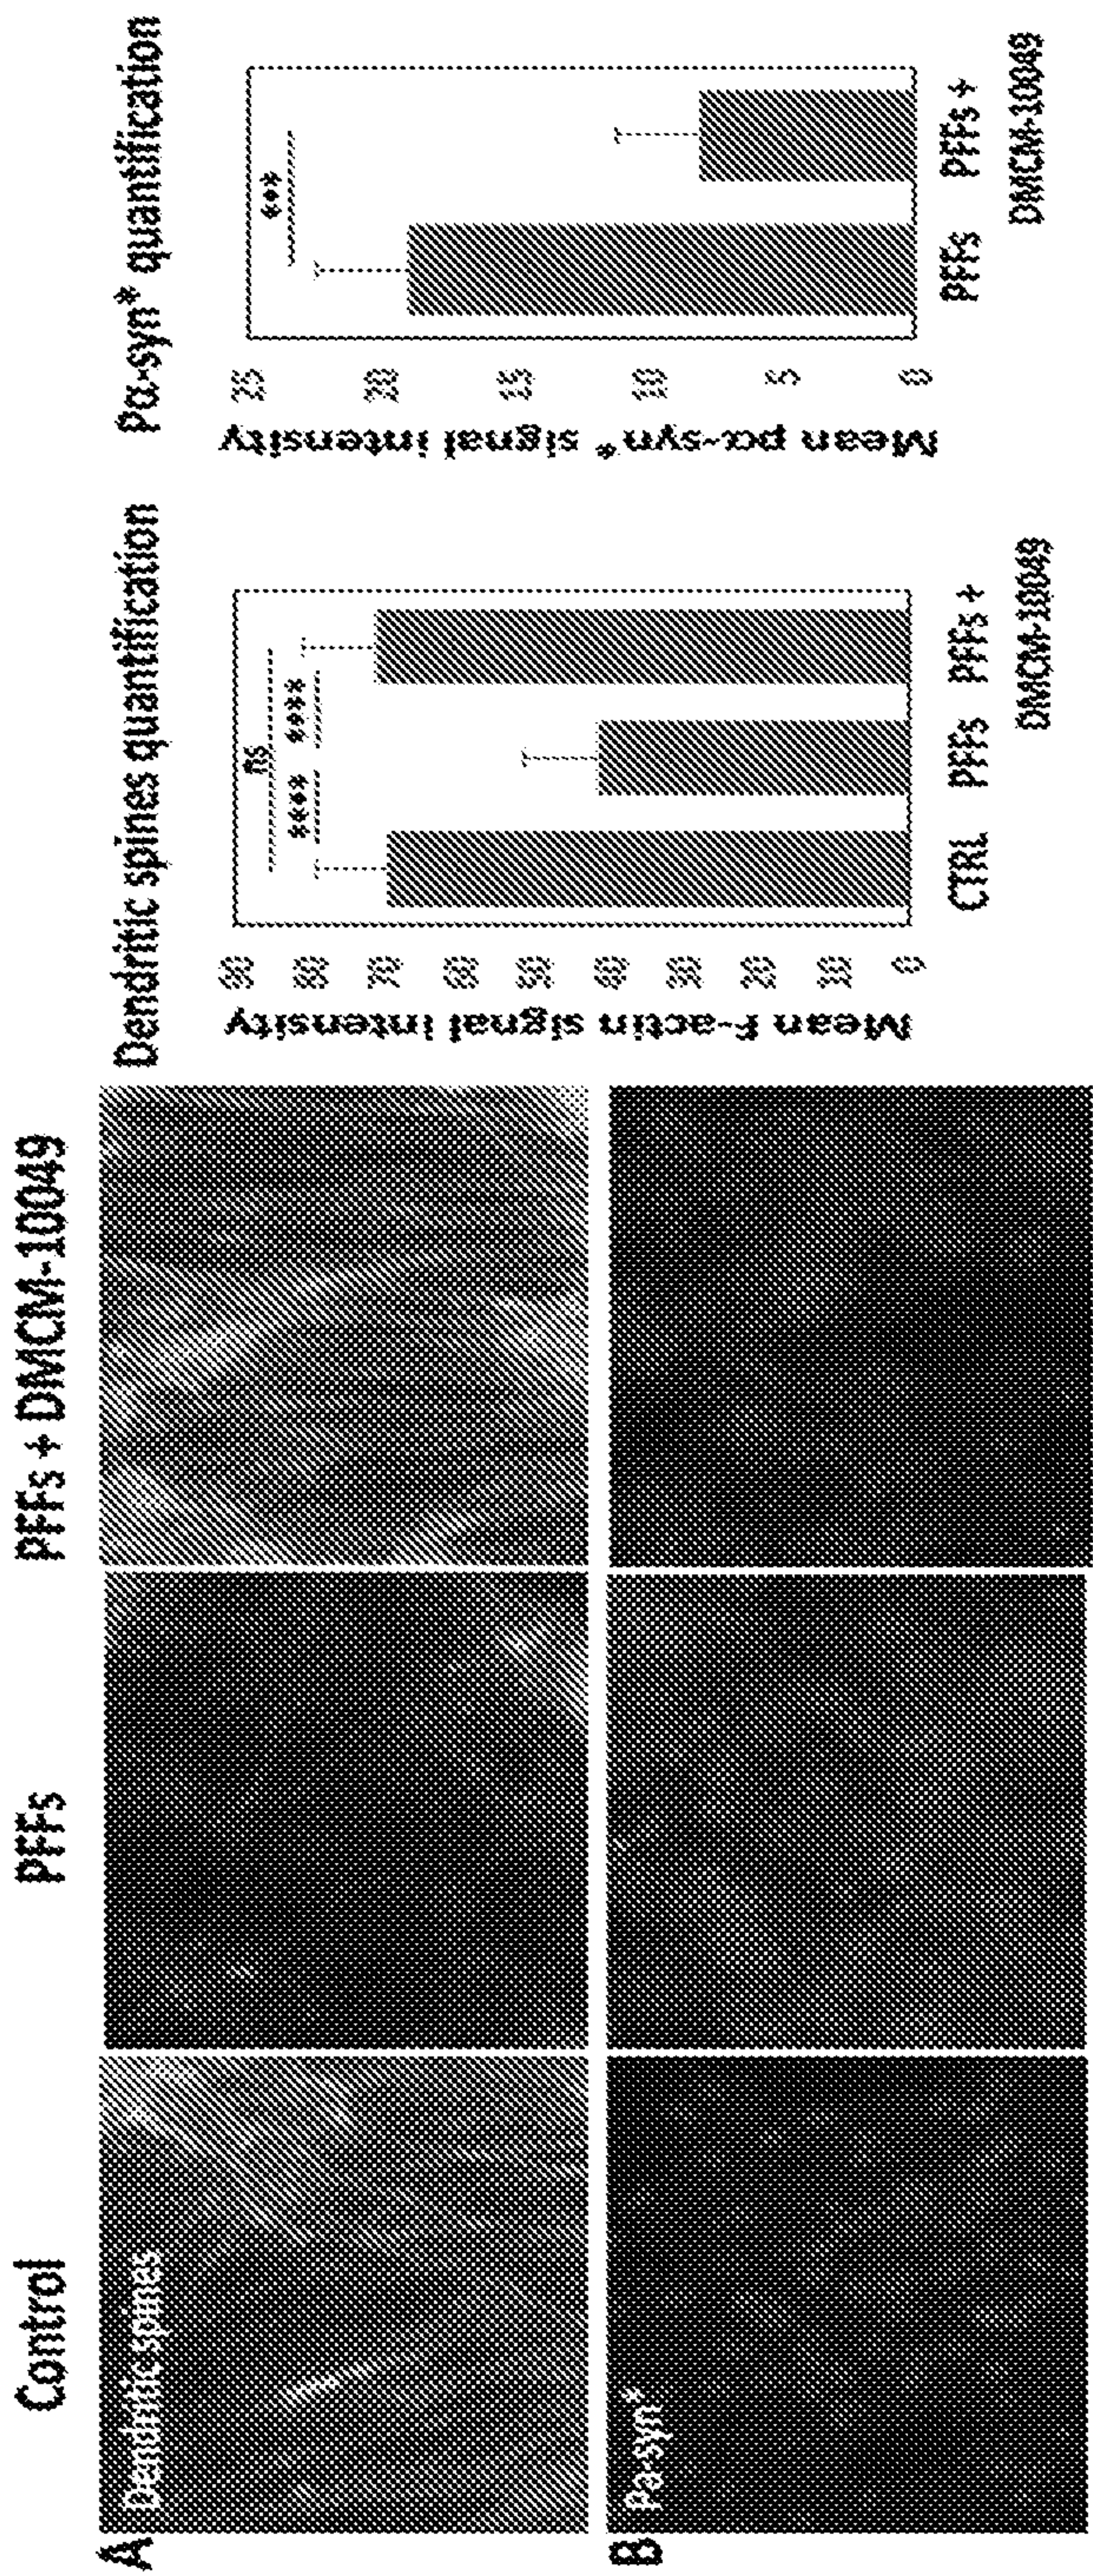 Control
PFFs
PFFs + DMCM-10049
A
Dendritic spines
B
Pα-syn*
Dendritic spines quantification
Mean F-actin signal intensity
90
80
70
60
50
40
30
20
10
0
ns
**** ****
CTRL PFFs PFFs +
DMCM-10049
Pα-syn* quantification
Mean pα-syn* signal intensity
25
20
15
10
5
0
***
PFFs PFFs +
DMCM-10049